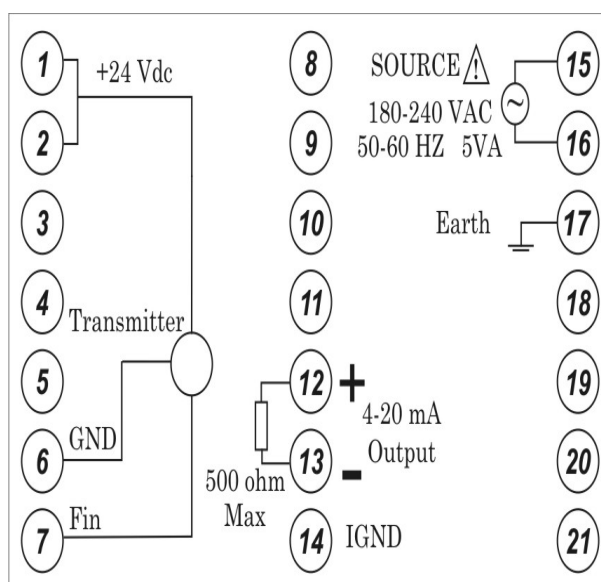 1
+24 Vdc
2
3
4
Transmitter
5
6
GND
7
Fin
8
9
10
11
12
+
4-20 mA
Output
13
-
500 ohm
Max
14
IGND
SOURCE
!
15
180-240 VAC
50-60 HZ 5VA
16
Earth
17
18
19
20
21